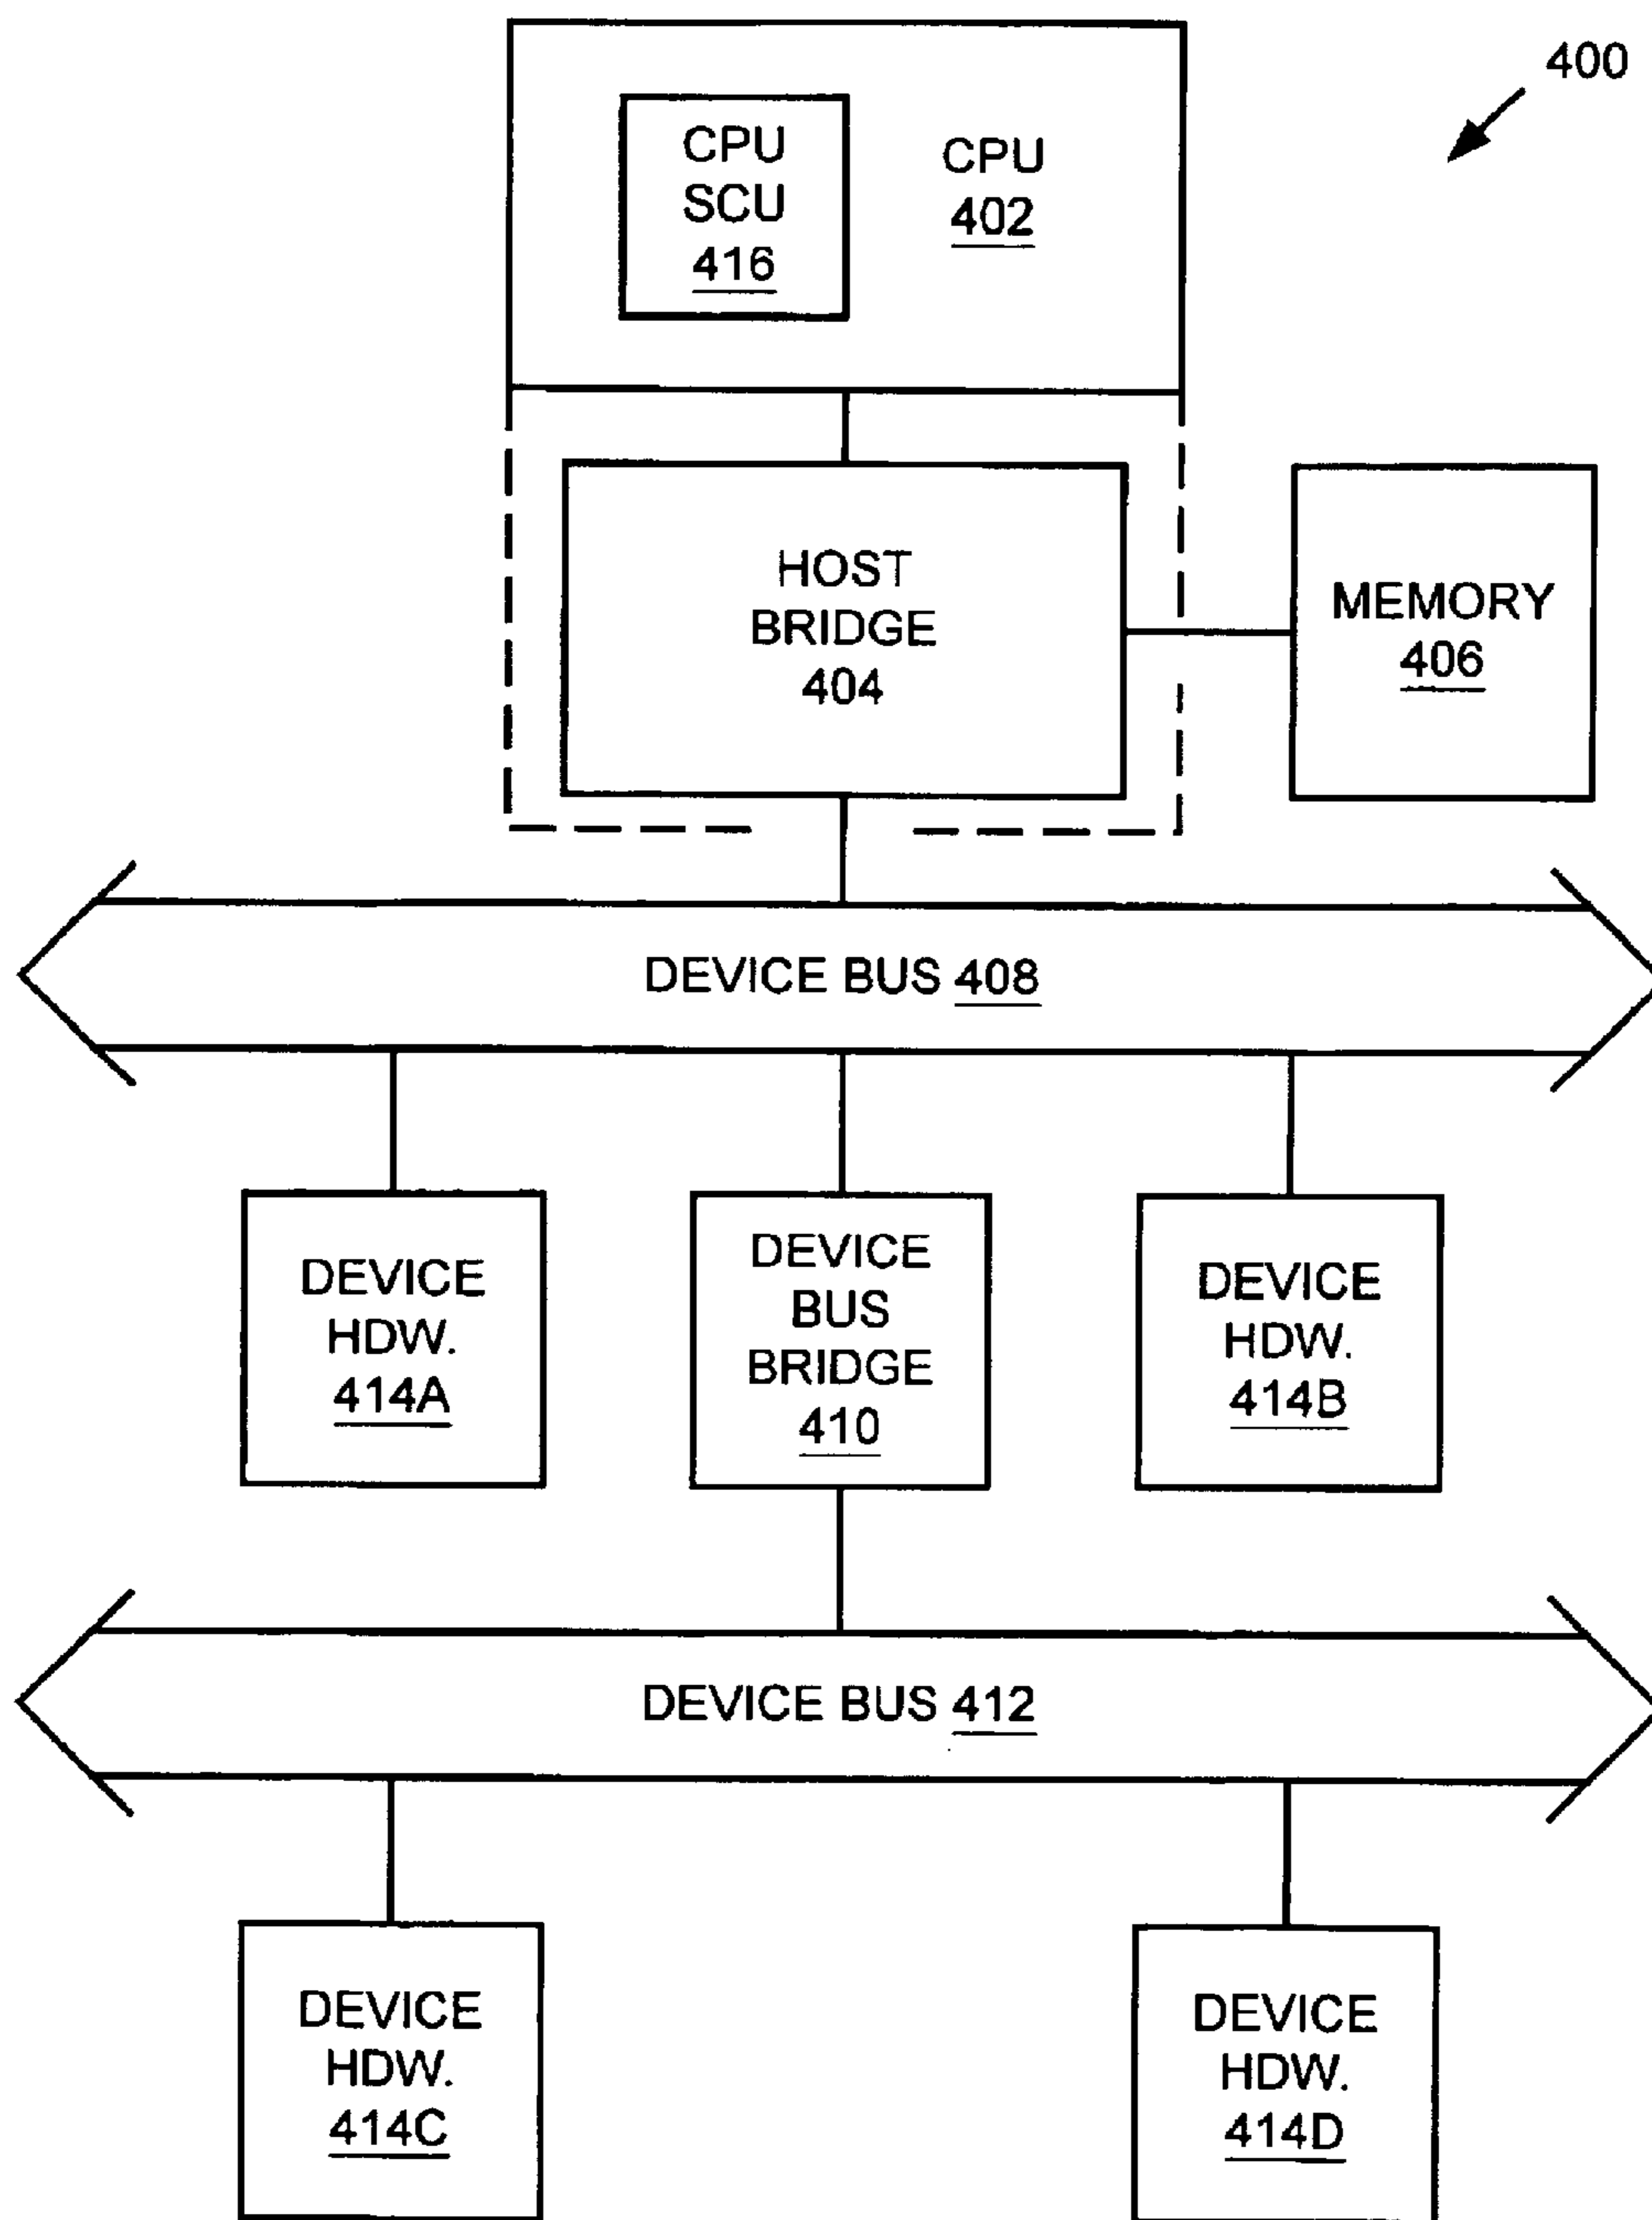 400
CPU
SCU
416
CPU
402
HOST
BRIDGE
404
MEMORY
406
DEVICE BUS 408
DEVICE
HDW.
414A
DEVICE
BUS
BRIDGE
410
DEVICE
HDW.
414B
DEVICE BUS 412
DEVICE
HDW.
414C
DEVICE
HDW.
414D